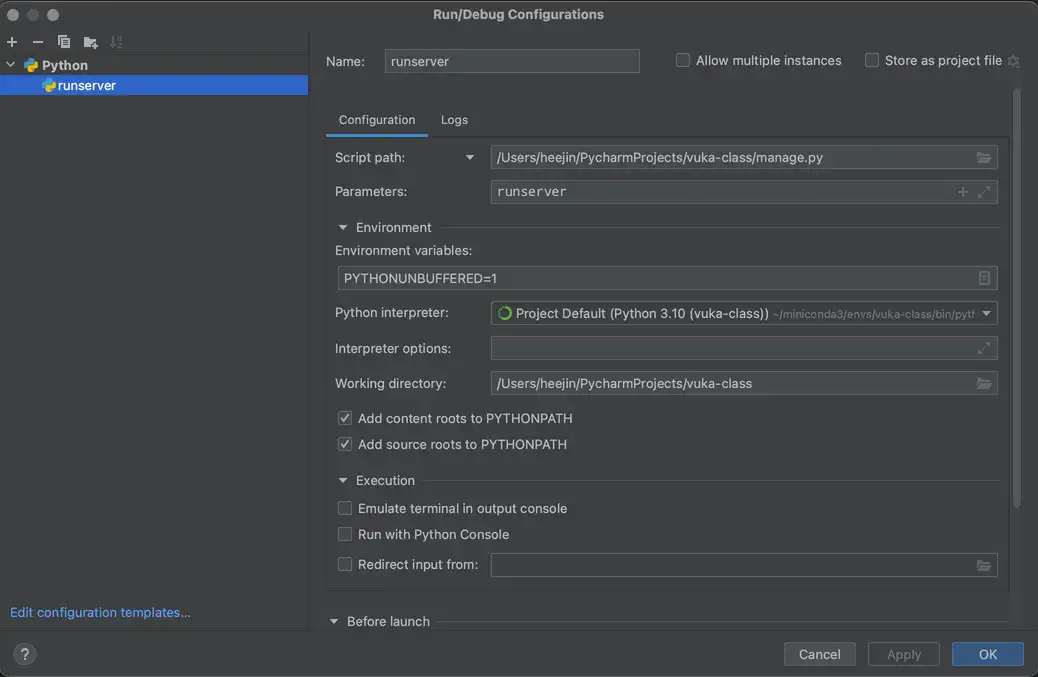 Run/Debug Configurations
Python
runserver
Name:
runserver
Allow multiple instances
Store as project file
Configuration
Logs
Script path:
/Users/heejin/PycharmProjects/vuka-class/manage.py
Parameters:
runserver
Environment
Environment variables:
PYTHONUNBUFFERED=1
Python interpreter:
Project Default (Python 3.10 (vuka-class)) ~/miniconda3/envs/vuka-class/bin/pyth
Interpreter options:
Working directory:
/Users/heejin/PycharmProjects/vuka-class
Add content roots to PYTHONPATH
Add source roots to PYTHONPATH
Execution
Emulate terminal in output console
Run with Python Console
Redirect input from:
Edit configuration templates...
Before launch
?
Cancel
Apply
OK